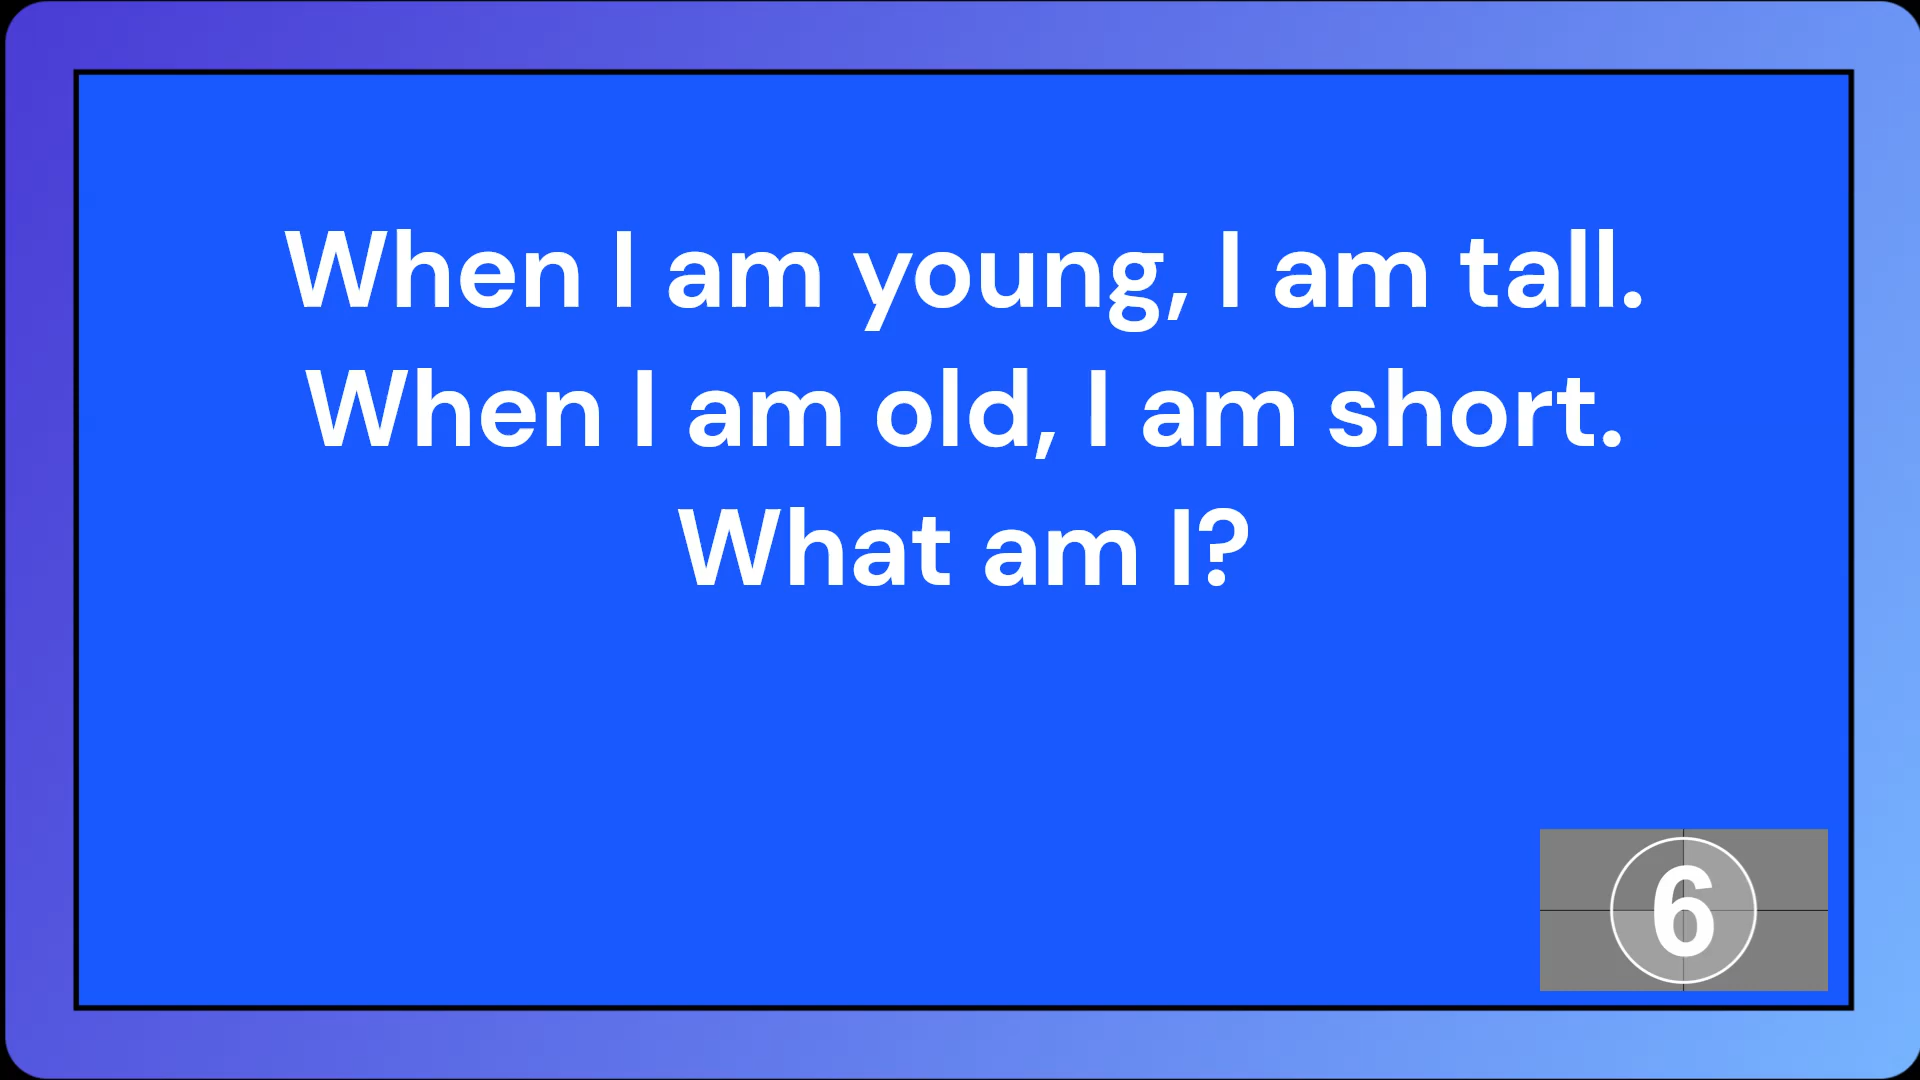 When I am young, I am tall.
When I am old, I am short.
What am I?
6